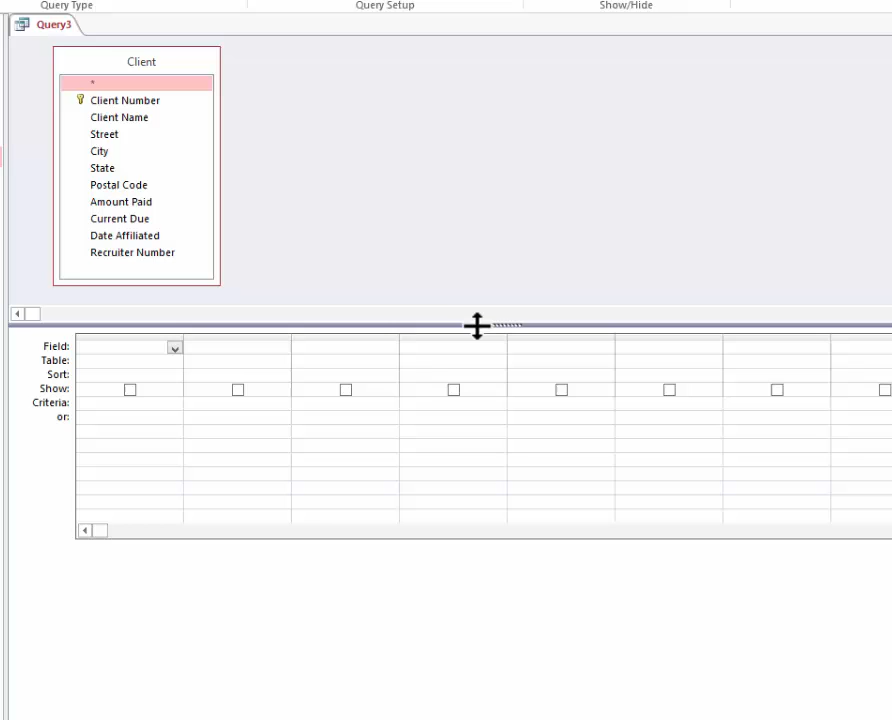 Query Type Query Setup Show/Hide
Query3
Client
*
Client Number
Client Name
Street
City
State
Postal Code
Amount Paid
Current Due
Date Affiliated
Recruiter Number
Field:
Table:
Sort:
Show:
Criteria:
or: